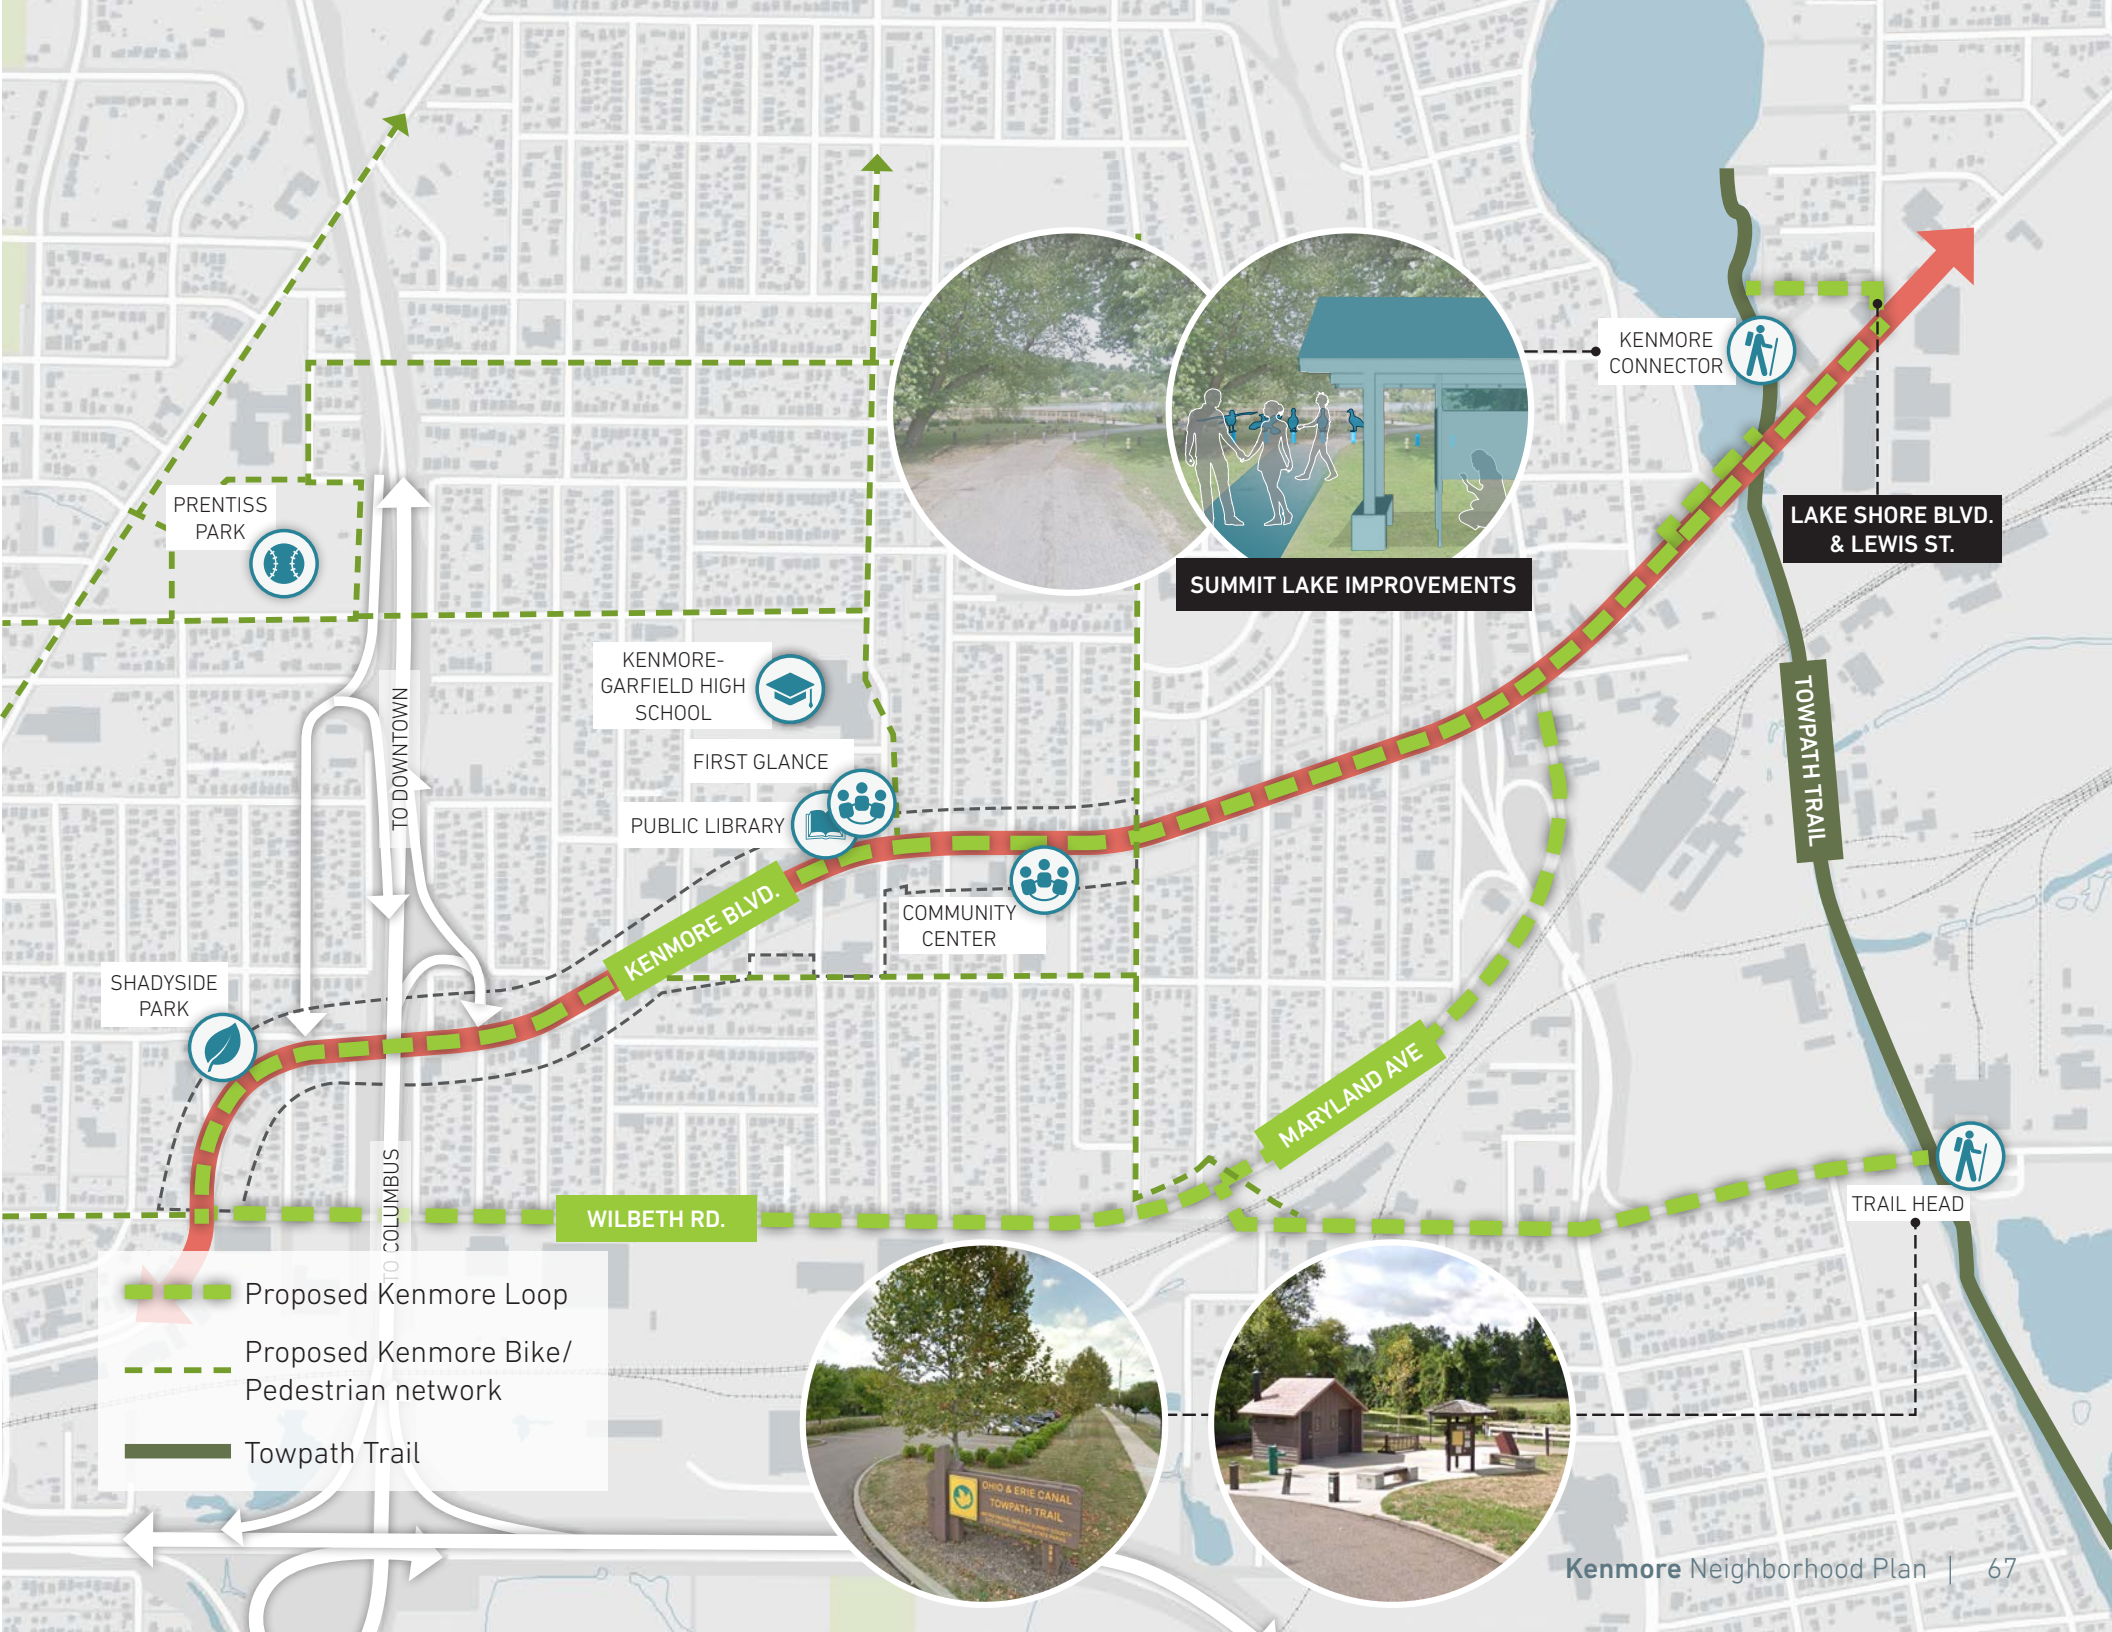 KENMORE
CONNECTOR
PRENTISS
PARK
LAKE SHORE BLVD.
& LEWIS ST.
SUMMIT LAKE IMPROVEMENTS
KENMORE-
GARFIELD HIGH
SCHOOL
TO DOWNTOWN
TOWPATH TRAIL
FIRST GLANCE
PUBLIC LIBRARY
KENMORE BLVD.
COMMUNITY
CENTER
SHADYSIDE
PARK
MARYLAND AVE
TO COLUMBUS
WILBETH RD.
TRAIL HEAD
Proposed Kenmore Loop
Proposed Kenmore Bike/
Pedestrian network
Towpath Trail
OHIO & ERIE CANAL
TOWPATH TRAIL
Kenmore Neighborhood Plan | 67